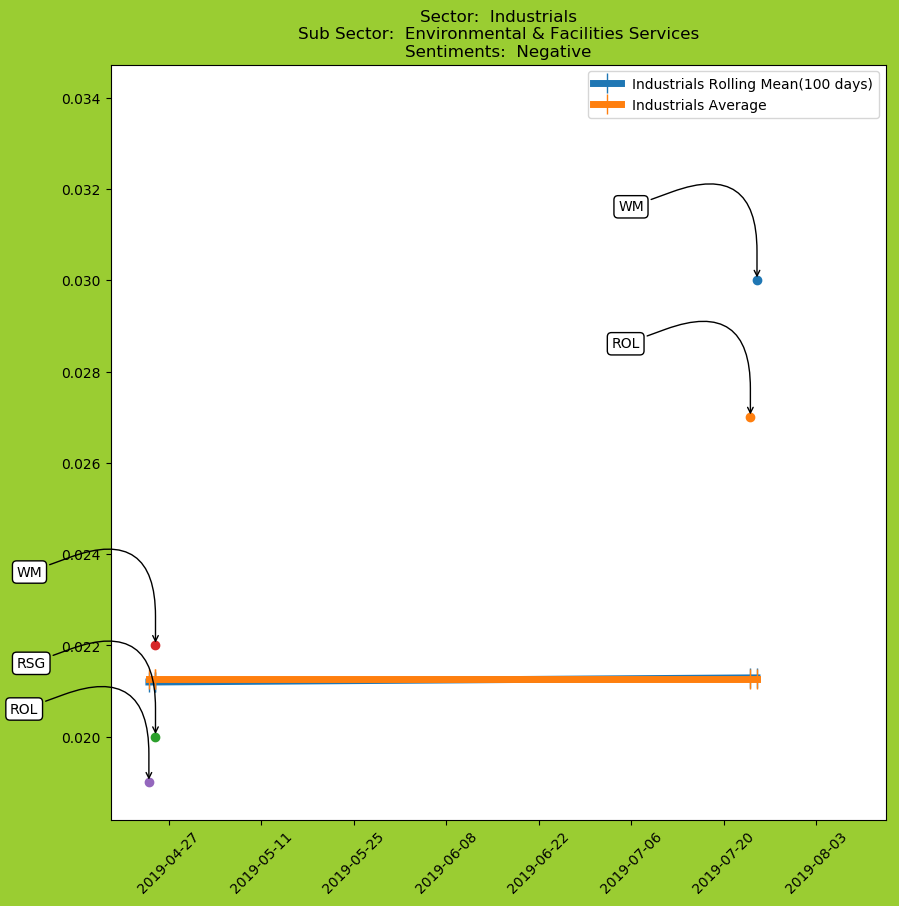 Sector:  Industrials
Sub Sector:  Environmental & Facilities Services
Sentiments:  Negative
Industrials Rolling Mean(100 days)
Industrials Average
0.034
0.032
0.030
0.028
0.026
0.024
0.022
0.020
WM
ROL
WM
RSG
ROL
2019-04-27
2019-05-11
2019-05-25
2019-06-08
2019-06-22
2019-07-06
2019-07-20
2019-08-03